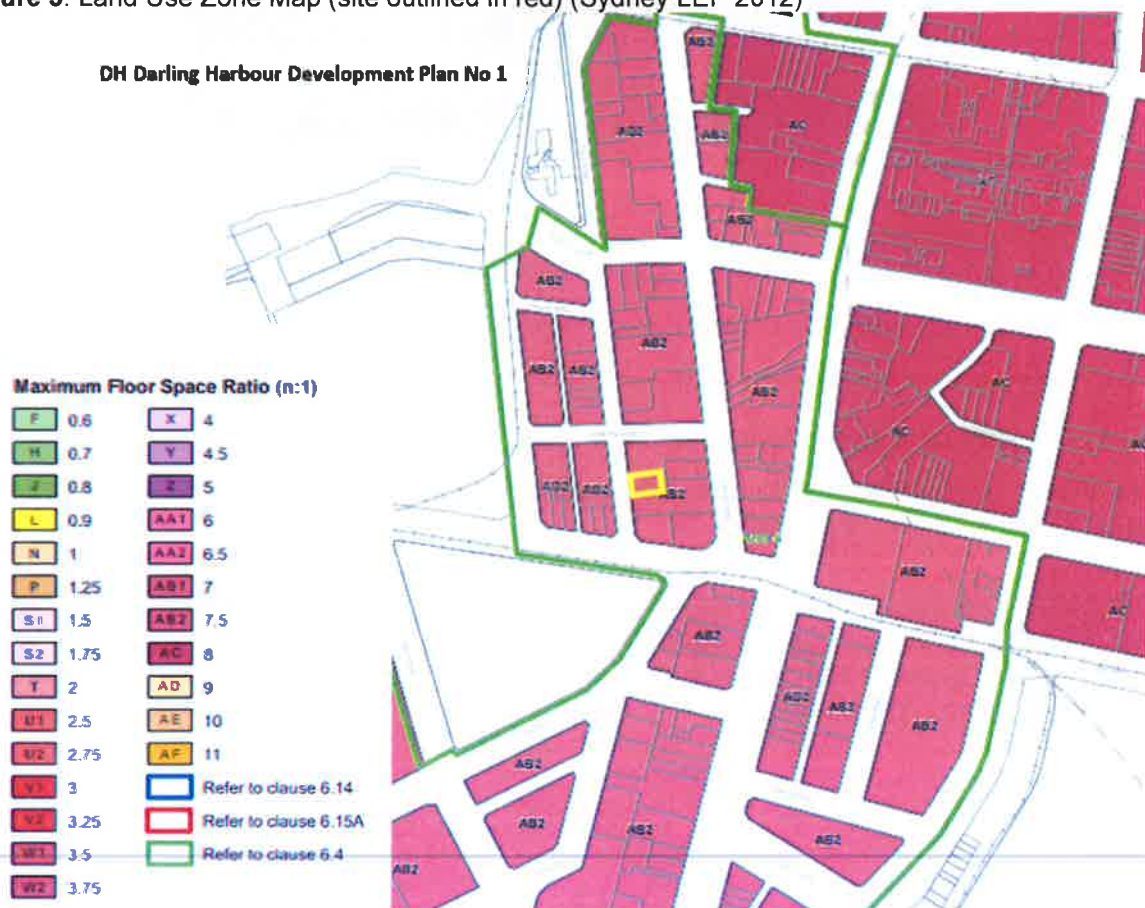 ure 5: Land Use Zone Map (site outlined in red) (Sydney LEP 2012)
DH Darling Harbour Development Plan No 1
AB2
AB2
AC
AB2
AB2
AB2
AB2
AB2
AB2
AB2
AB2
AC
AB2
AB2
AB2
AB2
AC
AB2
AB2
AB2
AB2
AB2
AB2
AB2
AB2
AB2
Maximum Floor Space Ratio (n:1)
F 0.6
H 0.7
J 0.8
L 0.9
N 1
P 1.25
S1 1.5
S2 1.75
T 2
U1 2.5
U2 2.75
V1 3
V2 3.25
W1 3.5
W2 3.75
X 4
Y 4.5
Z 5
AA1 6
AA2 6.5
AB1 7
AB2 7.5
AC 8
AD 9
AE 10
AF 11
Refer to clause 6.14
Refer to clause 6.15A
Refer to clause 6.4